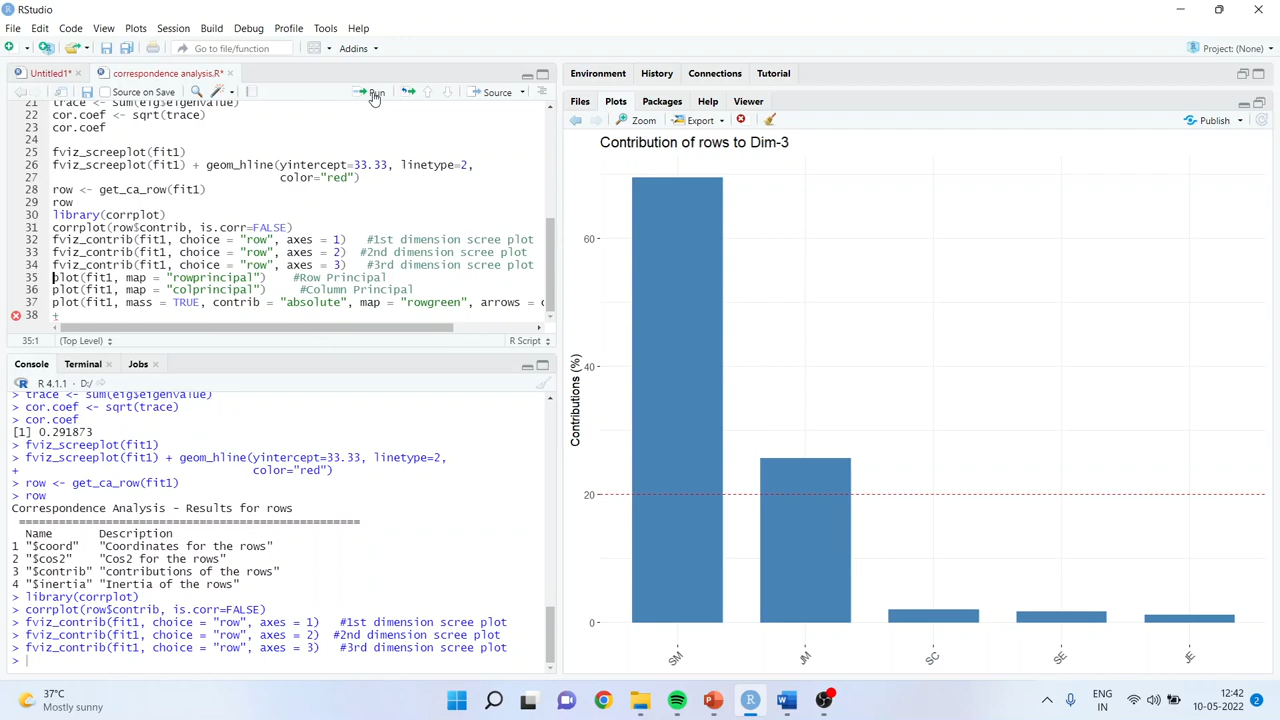 RStudio
File Edit Code View Plots Session Build Debug Profile Tools Help
Go to file/function Addins Project: (None)
Untitled1* correspondence analysis.R*
Source on Save Run Source
21 trace <- sum(eig$eigenvalue)
22 cor.coef <- sqrt(trace)
23 cor.coef
24
25 fviz_screeplot(fit1)
26 fviz_screeplot(fit1) + geom_hline(yintercept=33.33, linetype=2,
27 color="red")
28 row <- get_ca_row(fit1)
29 row
30 library(corrplot)
31 corrplot(row$contrib, is.corr=FALSE)
32 fviz_contrib(fit1, choice = "row", axes = 1) #1st dimension scree plot
33 fviz_contrib(fit1, choice = "row", axes = 2) #2nd dimension scree plot
34 fviz_contrib(fit1, choice = "row", axes = 3) #3rd dimension scree plot
35 plot(fit1, map = "rowprincipal") #Row Principal
36 plot(fit1, map = "colprincipal") #Column Principal
37 plot(fit1, mass = TRUE, contrib = "absolute", map = "rowgreen", arrows = c
38 +
35:1 (Top Level) R Script
Console Terminal Jobs
R 4.1.1 · D:/
> trace <- sum(eig$eigenvalue)
> cor.coef <- sqrt(trace)
> cor.coef
[1] 0.291873
> fviz_screeplot(fit1)
> fviz_screeplot(fit1) + geom_hline(yintercept=33.33, linetype=2,
+ color="red")
> row <- get_ca_row(fit1)
> row
Correspondence Analysis - Results for rows
===================================================
Name Description
1 "$coord" "Coordinates for the rows"
2 "$cos2" "Cos2 for the rows"
3 "$contrib" "contributions of the rows"
4 "$inertia" "Inertia of the rows"
> library(corrplot)
> corrplot(row$contrib, is.corr=FALSE)
> fviz_contrib(fit1, choice = "row", axes = 1) #1st dimension scree plot
> fviz_contrib(fit1, choice = "row", axes = 2) #2nd dimension scree plot
> fviz_contrib(fit1, choice = "row", axes = 3) #3rd dimension scree plot
>
Environment History Connections Tutorial
Files Plots Packages Help Viewer
Zoom Export Publish
Contribution of rows to Dim-3
Contributions (%)
60
40
20
0
SM JM SC SE JE
37°C
Mostly sunny
ENG
IN
12:42
10-05-2022
2